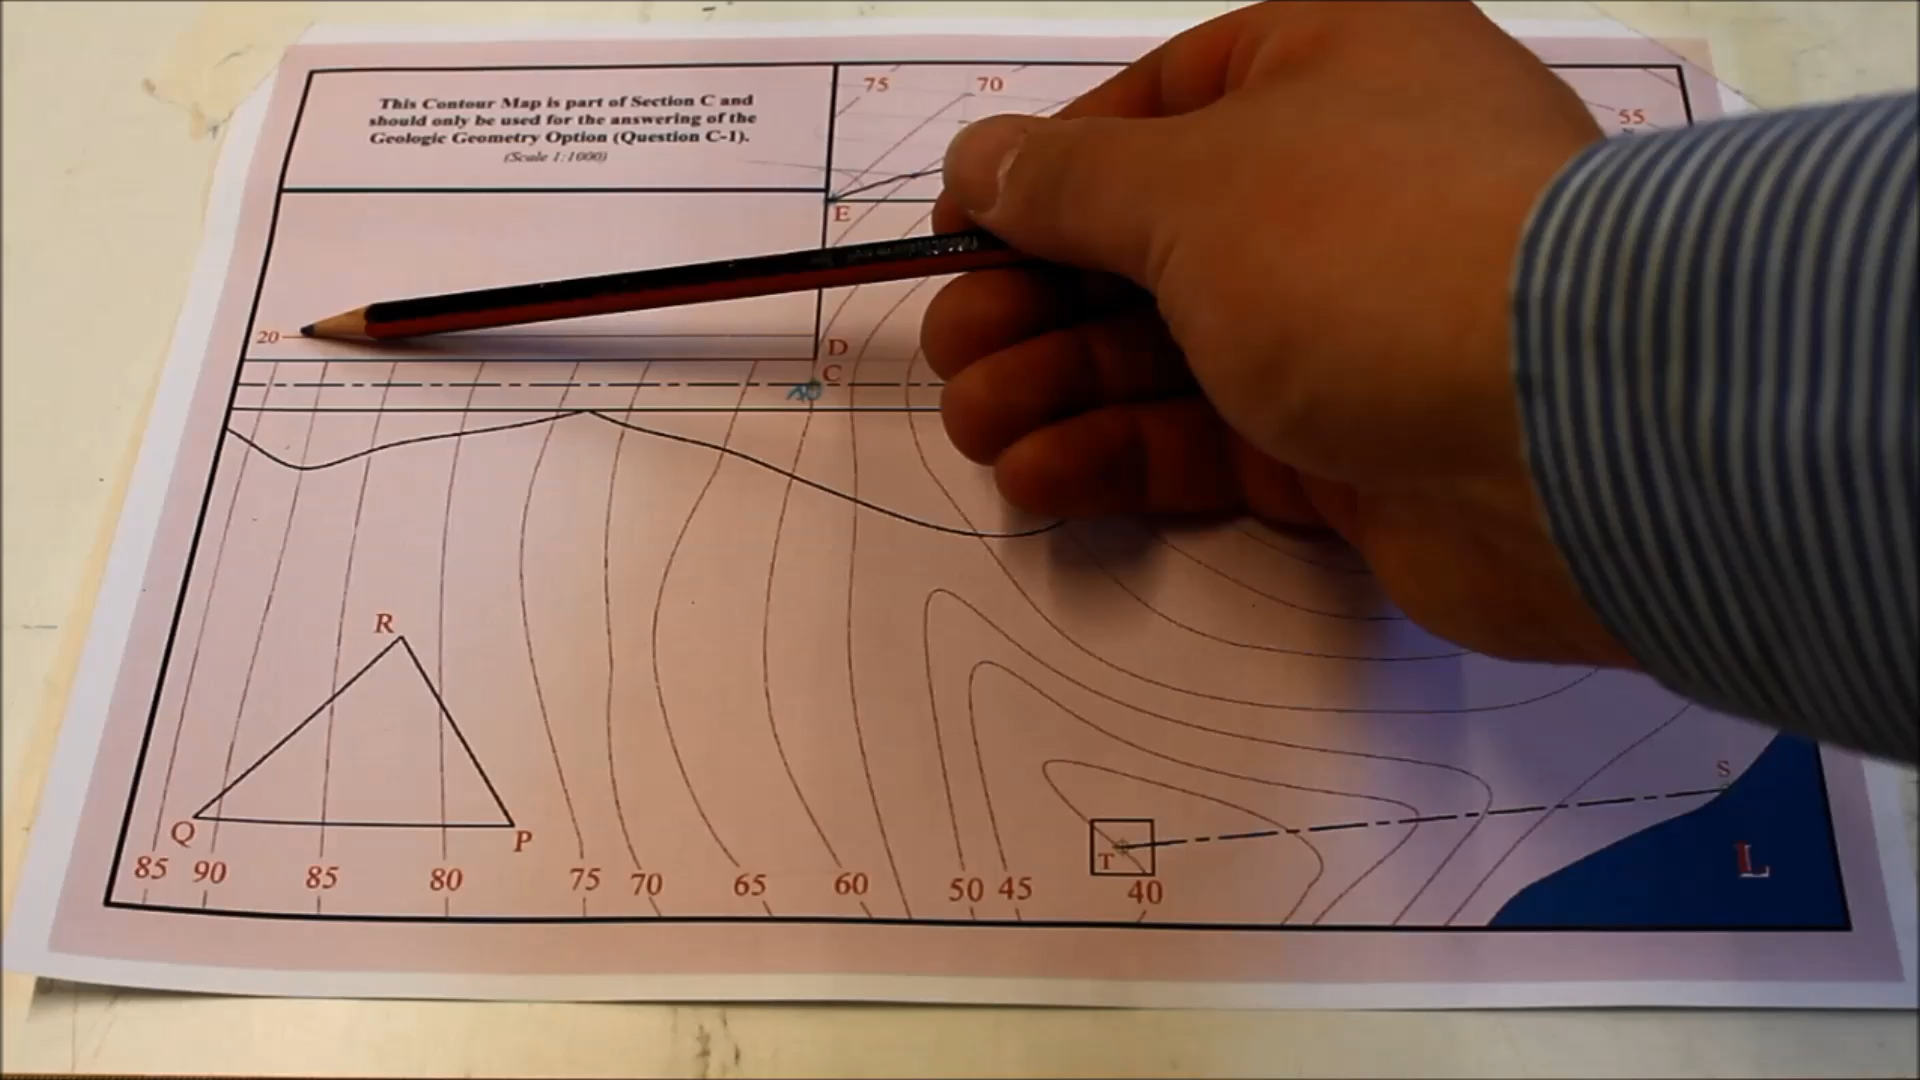 This Contour Map is part of Section C and
should only be used for the answering of the
Geologic Geometry Option (Question C-1).
(Scale 1:1000)
75
70
55
E
20
D
C
R
Q
P
S
T
L
85
90
85
80
75
70
65
60
50
45
40